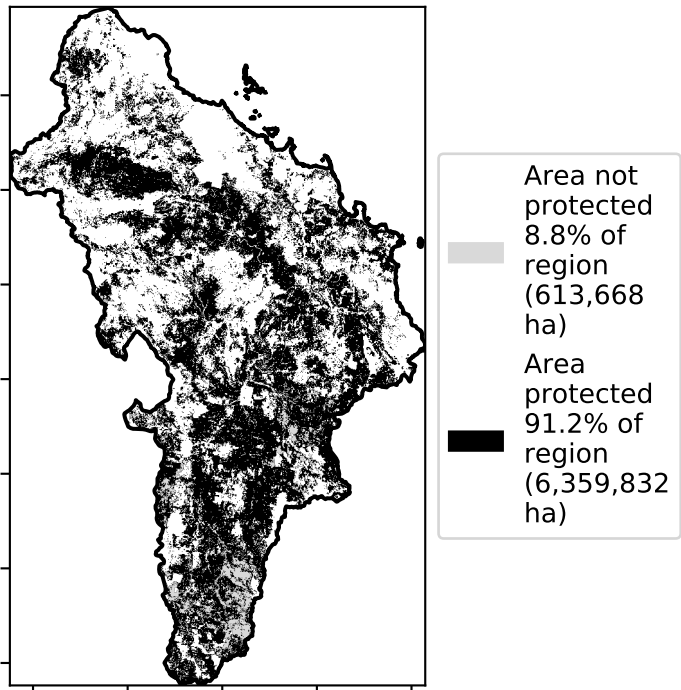 Area not
protected
8.8% of
region
(613,668
ha)
Area
protected
91.2% of
region
(6,359,832
ha)